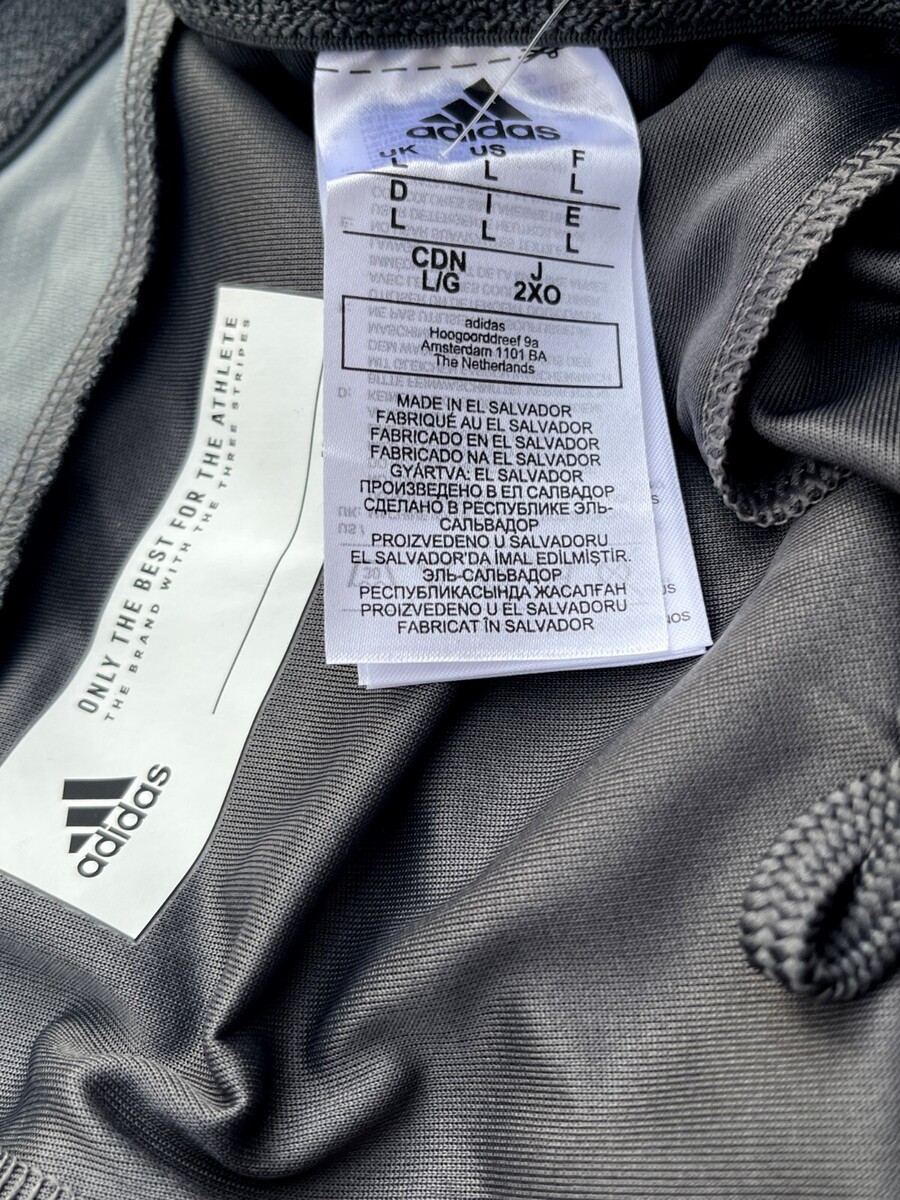 adidas
UK US F
L L L
D I E
L L L
CDN J
L/G 2XO
adidas
Hoogoorddreef 9a
Amsterdam 1101 BA
The Netherlands
MADE IN EL SALVADOR
FABRIQUÉ AU EL SALVADOR
FABRICADO EN EL SALVADOR
FABRICADO NA EL SALVADOR
GYÁRTVA: EL SALVADOR
ПРОИЗВЕДЕНО В ЕЛ САЛВАДОР
СДЕЛАНО В РЕСПУБЛИКЕ ЭЛЬ-
САЛЬВАДОР
PROIZVEDENO U SALVADORU
EL SALVADOR'DA İMAL EDİLMİŞTİR.
ЭЛЬ-САЛЬВАДОР
РЕСПУБЛИКАСЫНДА ЖАСАЛҒАН
PROIZVEDENO U EL SALVADORU
FABRICAT ÎN SALVADOR
ONLY THE BEST FOR THE ATHLETE
THE BRAND WITH THE THREE STRIPES
adidas